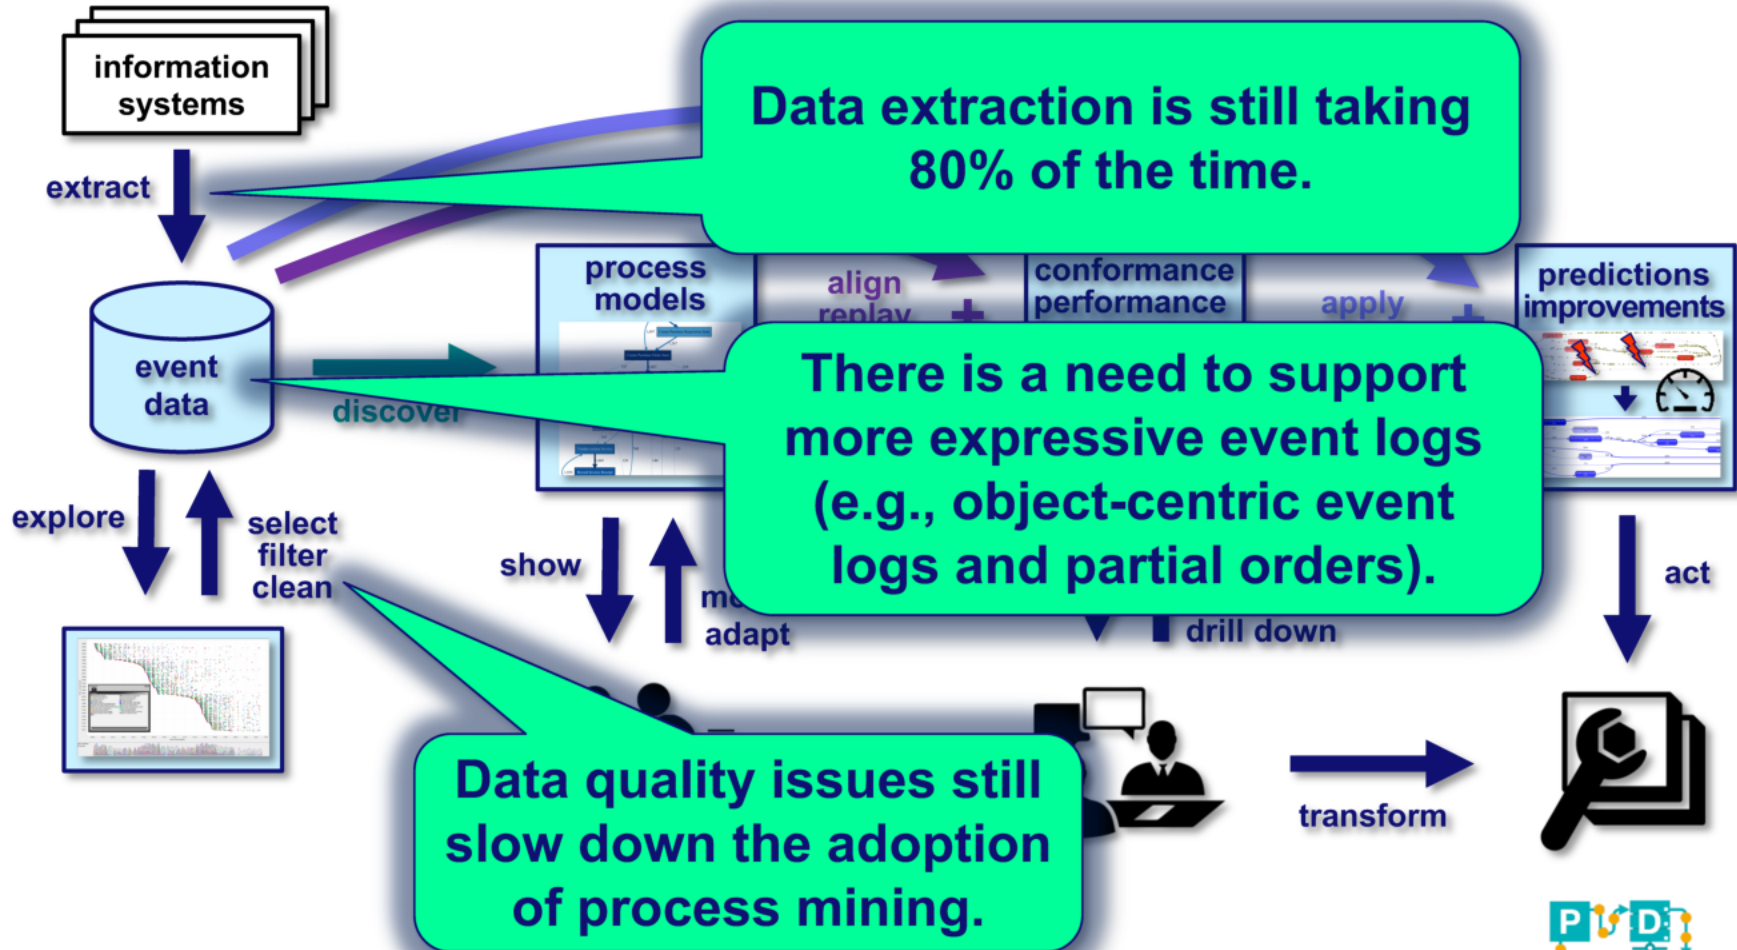 information
systems
Data extraction is still taking
80% of the time.
extract
process
models
align
replay
conformance
performance
apply
predictions
improvements
event
data
discover
There is a need to support
more expressive event logs
(e.g., object-centric event
logs and partial orders).
explore
select
filter
clean
show
adapt
drill down
act
Data quality issues still
slow down the adoption
of process mining.
transform
P D